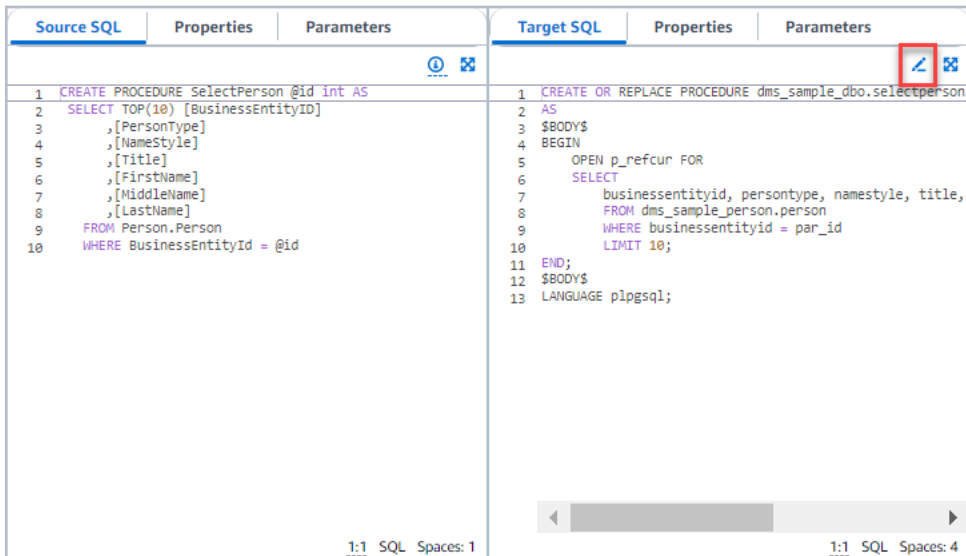 Source SQL Properties Parameters
1 CREATE PROCEDURE SelectPerson @id int AS
2 SELECT TOP(10) [BusinessEntityID]
3 ,[PersonType]
4 ,[NameStyle]
5 ,[Title]
6 ,[FirstName]
7 ,[MiddleName]
8 ,[LastName]
9 FROM Person.Person
10 WHERE BusinessEntityId = @id
1:1 SQL Spaces: 1
Target SQL Properties Parameters
1 CREATE OR REPLACE PROCEDURE dms_sample_dbo.selectperson
2 AS
3 $BODY$
4 BEGIN
5 OPEN p_refcur FOR
6 SELECT
7 businessentityid, persontype, namestyle, title,
8 FROM dms_sample_person.person
9 WHERE businessentityid = par_id
10 LIMIT 10;
11 END;
12 $BODY$
13 LANGUAGE plpgsql;
1:1 SQL Spaces: 4